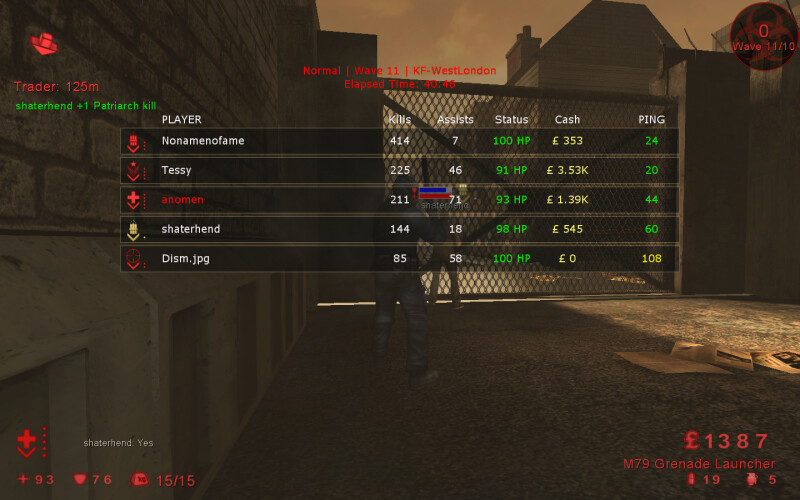 0
Wave 11/10
Normal | Wave 11 | KF-WestLondon
Elapsed Time: 40:46
Trader: 125m
shaterhend +1 Patriarch kill
PLAYER Kills Assists Status Cash PING
Nonamenofame 414 7 100 HP £ 353 24
Tessy 225 46 91 HP £ 3.53K 20
anomen 211 71 93 HP £ 1.39K 44
shaterhend
shaterhend 144 18 98 HP £ 545 60
Dism.jpg 85 58 100 HP £ 0 108
shaterhend: Yes
£1387
M79 Grenade Launcher
93 76 15/15
19 5